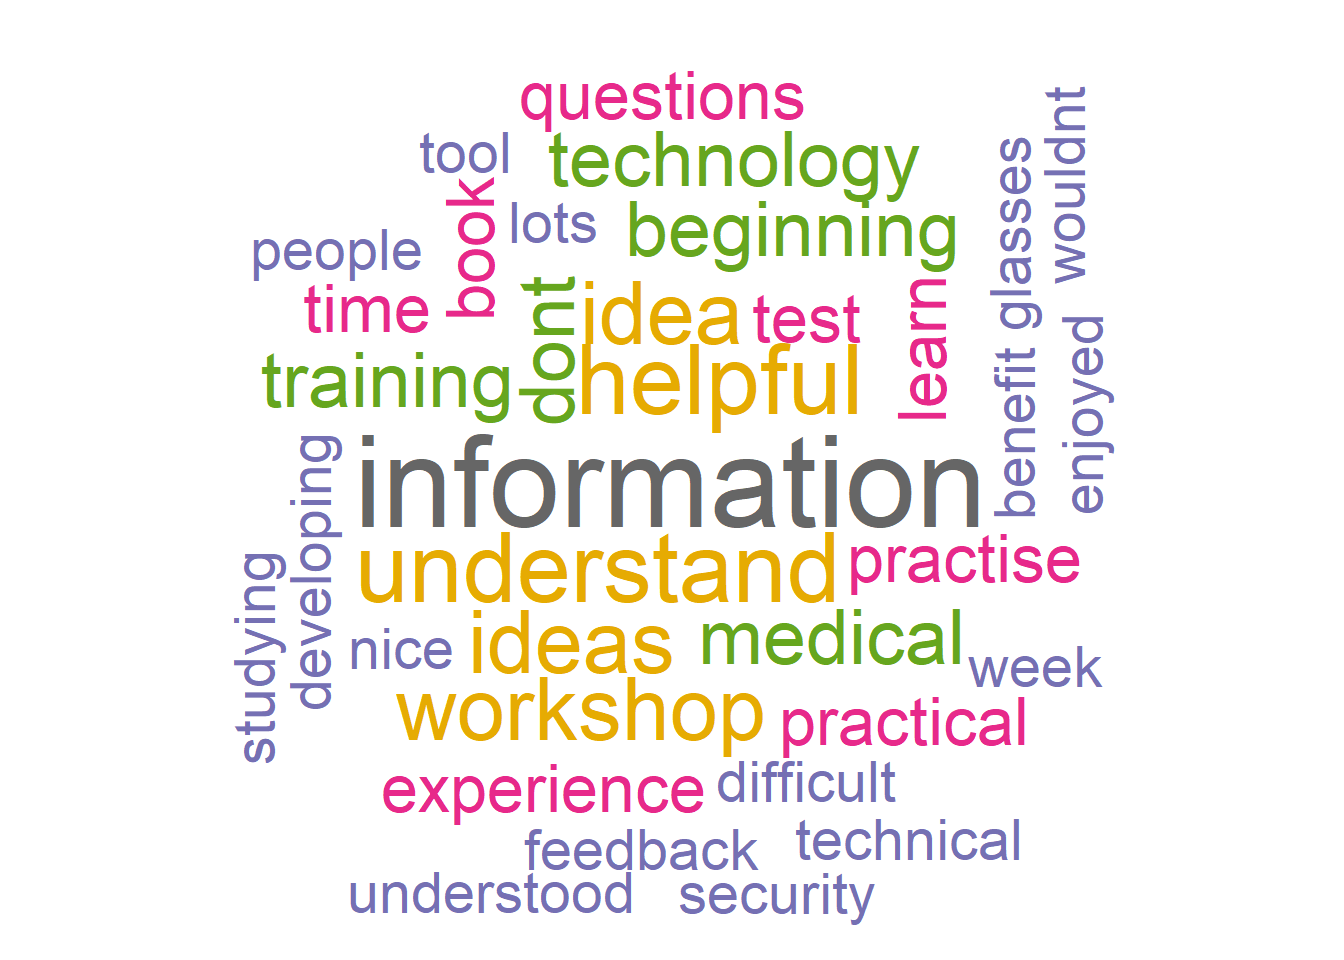 questions
tool
technology
wouldnt
glasses
book
lots
beginning
people
time
dont
idea
test
learn
training
helpful
benefit
enjoyed
information
developing
understand
practise
studying
nice
ideas
medical
week
workshop
practical
experience
difficult
feedback
technical
understood
security